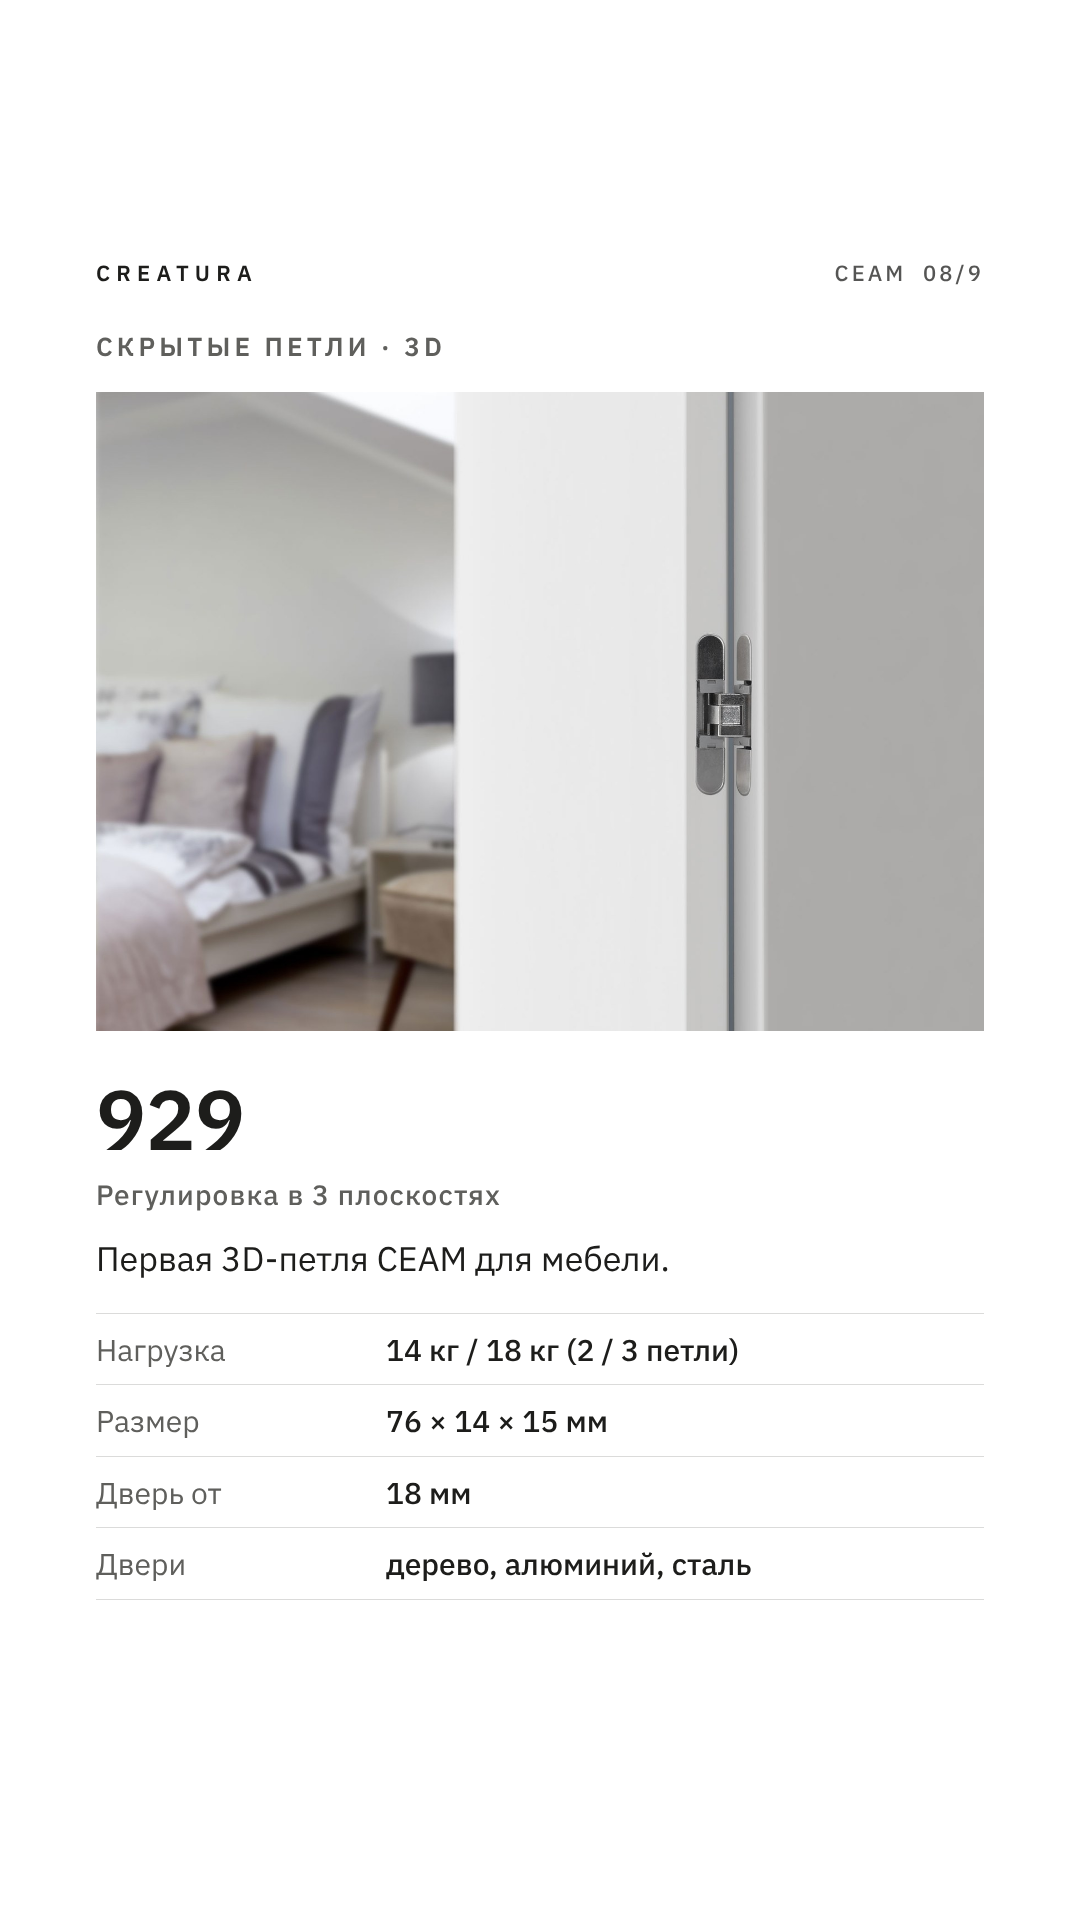 CREATURA
CEAM 08/9
СКРЫТЫЕ ПЕТЛИ · 3D
929
Регулировка в 3 плоскостях
Первая 3D-петля CEAM для мебели.
Нагрузка 14 кг / 18 кг (2 / 3 петли)
Размер 76 × 14 × 15 мм
Дверь от 18 мм
Двери дерево, алюминий, сталь